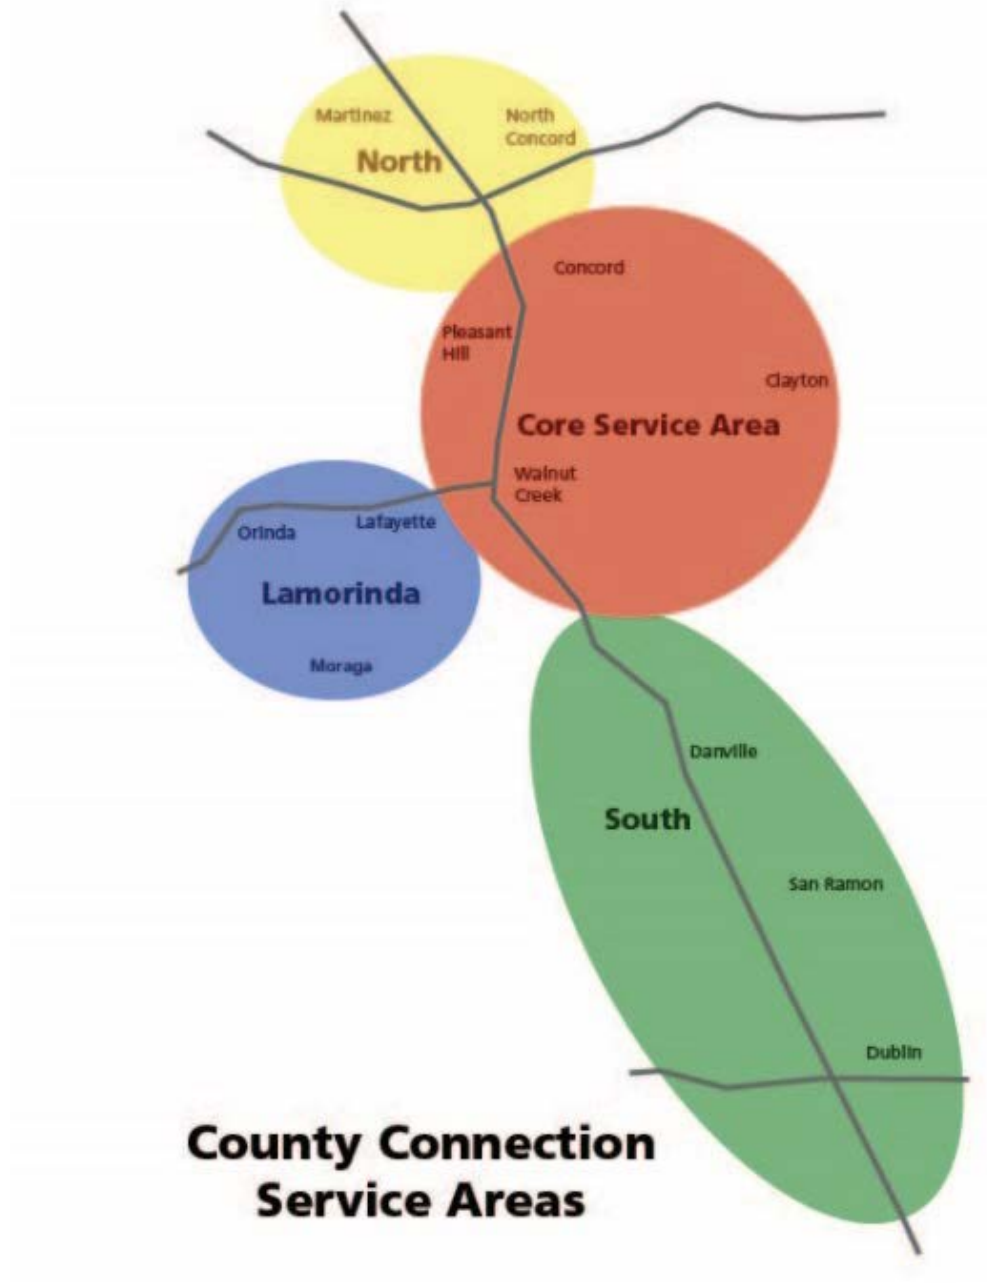 Martinez
North
Concord
North
Concord
Pleasant
Hill
Clayton
Core Service Area
Walnut
Creek
Lafayette
Orinda
Lamorinda
Moraga
Danville
South
San Ramon
Dublin
County Connection
Service Areas